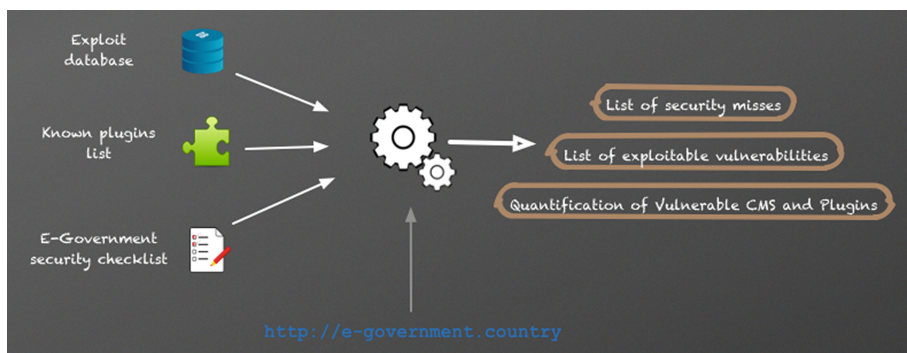 Exploit
database
Known plugins
list
E-Government
security checklist
List of security misses
List of exploitable vulnerabilities
Quantification of Vulnerable CMS and Plugins
http://e-government.country